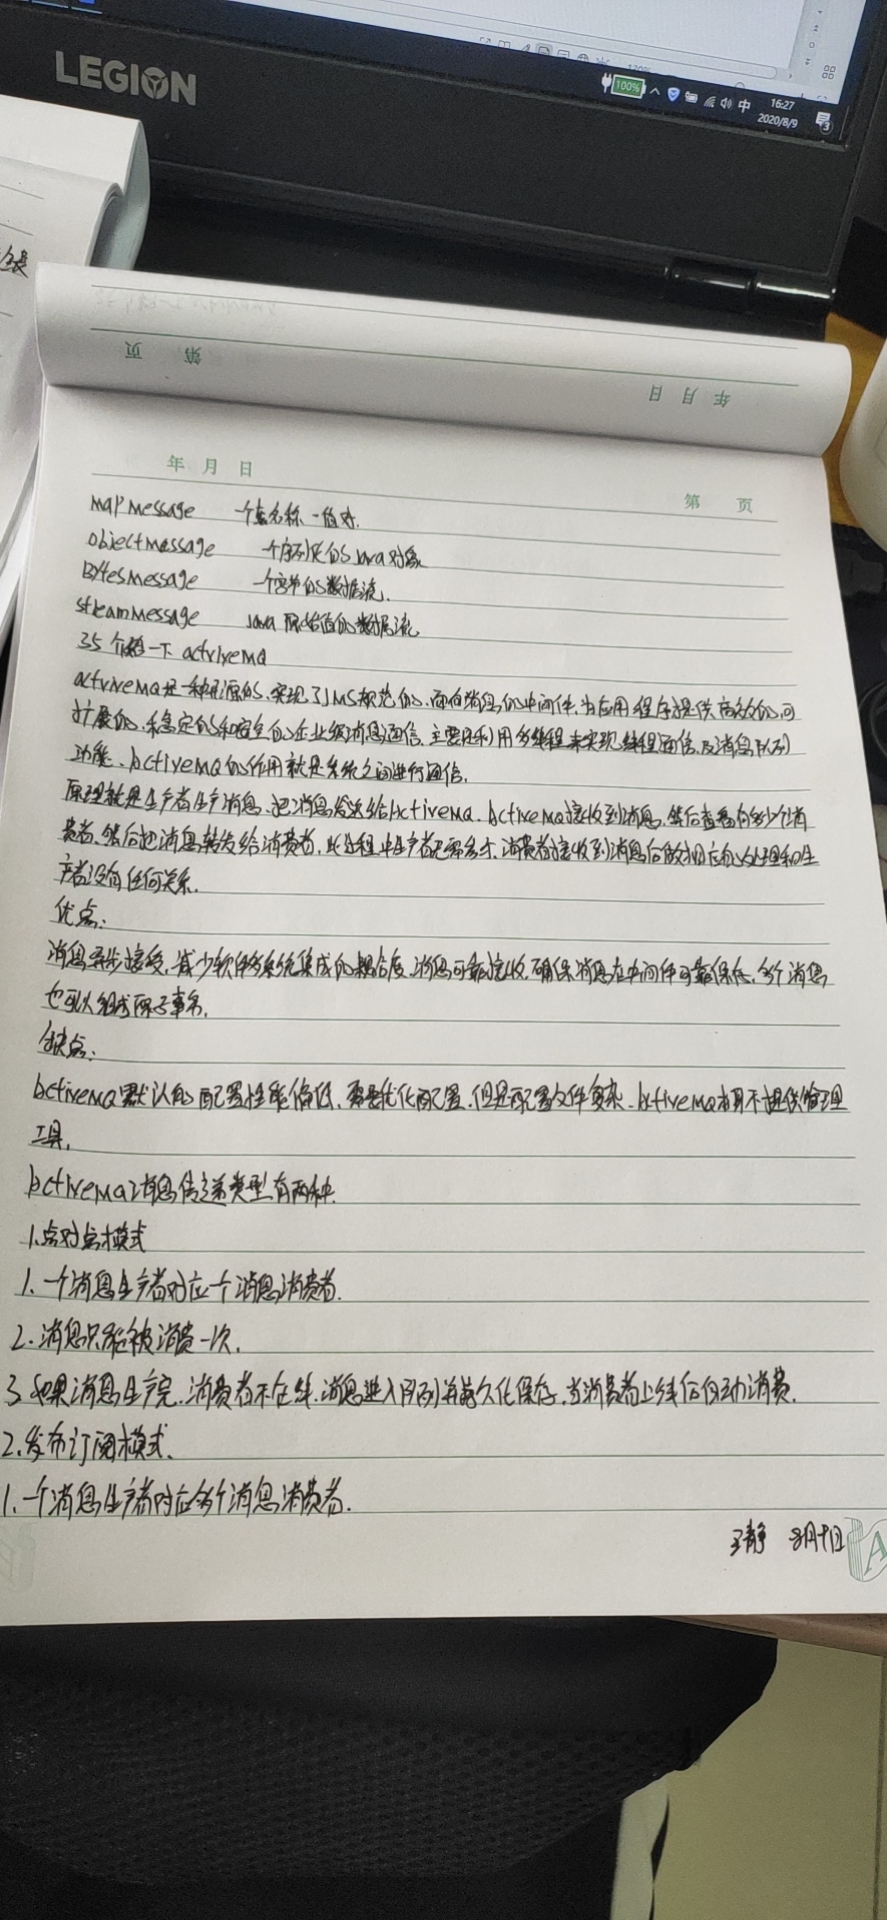 LEGION
100%
中
16:27
2020/8/9
3
第 页
年 月 日
年 月 日
第 页
mapmessage 一个套名称-值对.
objectmessage 一个序列化的Java对象
Bytesmessage 一个字节的数据流.
streammessage Java原始值的数据流
35 介绍一下 activemQ
activemQ是一种开源的、实现了JMS规范的、面向消息的中间件,为应用程序提供高效的、可
扩展的、稳定的和安全的企业级消息通信,主要是利用多线程来实现线程通信,及消息队列
功能、activemQ的作用就是系统之间进行通信.
原理就是生产者生产消息,把消息发送给activemQ、activemQ接收到消息,然后查看有多少个消
费者,然后把消息转发给消费者,此过程中生产者无需参与,消费者接收到消息后做相应的处理和生
产者没有任何关系.
优点:
消息异步接受,减少软件多系统集成的耦合度,消息可靠接收,确保消息在中间件可靠保存,多个消息
也可以组成原子事务.
缺点:
activemQ默认的配置性能偏低、需要优化配置,但是配置文件复杂、activemQ本身不提供管理
工具.
activemQ消息传递类型有两种.
1.点对点模式
1.一个消息生产者对应一个消息消费者.
2.消息只能被消费一次.
3.如果消息生产完,消费者不在线,消息进入队列并持久化保存,当消费者上线后自动消费.
2.发布订阅模式.
1.一个消息生产者对应多个消息消费者.
王静 8月9日
A